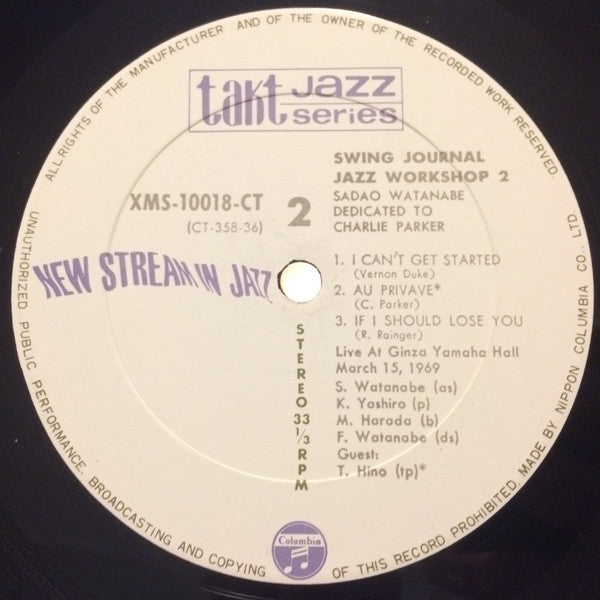 ALL RIGHTS OF THE MANUFACTURER AND OF THE OWNER OF THE RECORDED WORK RESERVED.
UNAUTHORIZED PUBLIC PERFORMANCE, BROADCASTING AND COPYING OF THIS RECORD PROHIBITED. MADE BY NIPPON COLUMBIA CO., LTD.
takt jazz
series
SWING JOURNAL
JAZZ WORKSHOP 2
XMS-10018-CT
(CT-358-36)
2
SADAO WATANABE
DEDICATED TO
CHARLIE PARKER
NEW STREAM IN JAZZ
1. I CAN'T GET STARTED
(Vernon Duke)
2. AU PRIVAVE*
(C. Parker)
3. IF I SHOULD LOSE YOU
(R. Rainger)
STEREO 33 1/3 RPM
Live At Ginza Yamaha Hall
March 15, 1969
S. Watanabe (as)
K. Yashiro (p)
M. Harada (b)
F. Watanabe (ds)
Guest:
T. Hino (tp)*
Columbia